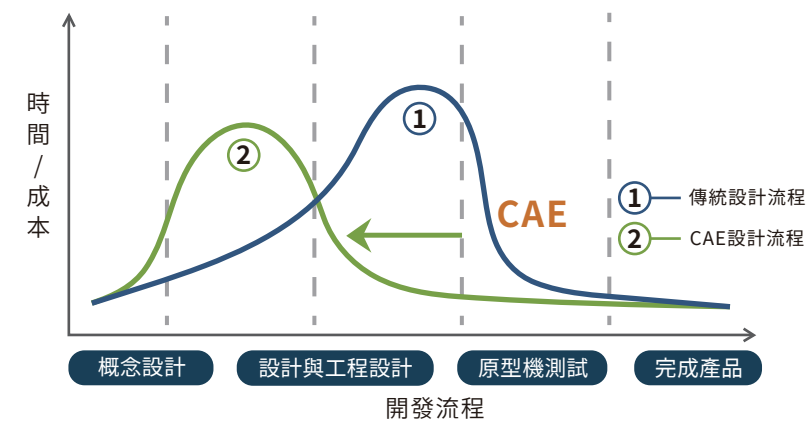 時間/成本
①
②
CAE
① 傳統設計流程
② CAE設計流程
概念設計
設計與工程設計
原型機測試
完成產品
開發流程